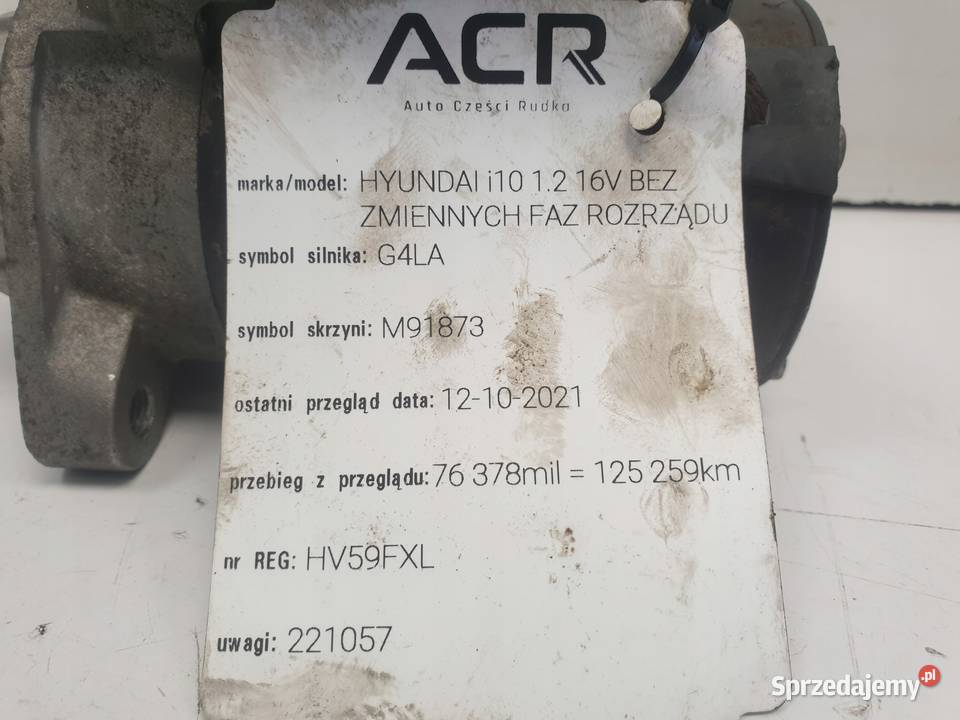 ACR
Auto Części Rudka
marka/model: HYUNDAI i10 1.2 16V BEZ
ZMIENNYCH FAZ ROZRZĄDU
symbol silnika: G4LA
symbol skrzyni: M91873
ostatni przegląd data: 12-10-2021
przebieg z przeglądu: 76 378mil = 125 259km
nr REG: HV59FXL
uwagi: 221057
Sprzedajemy.pl